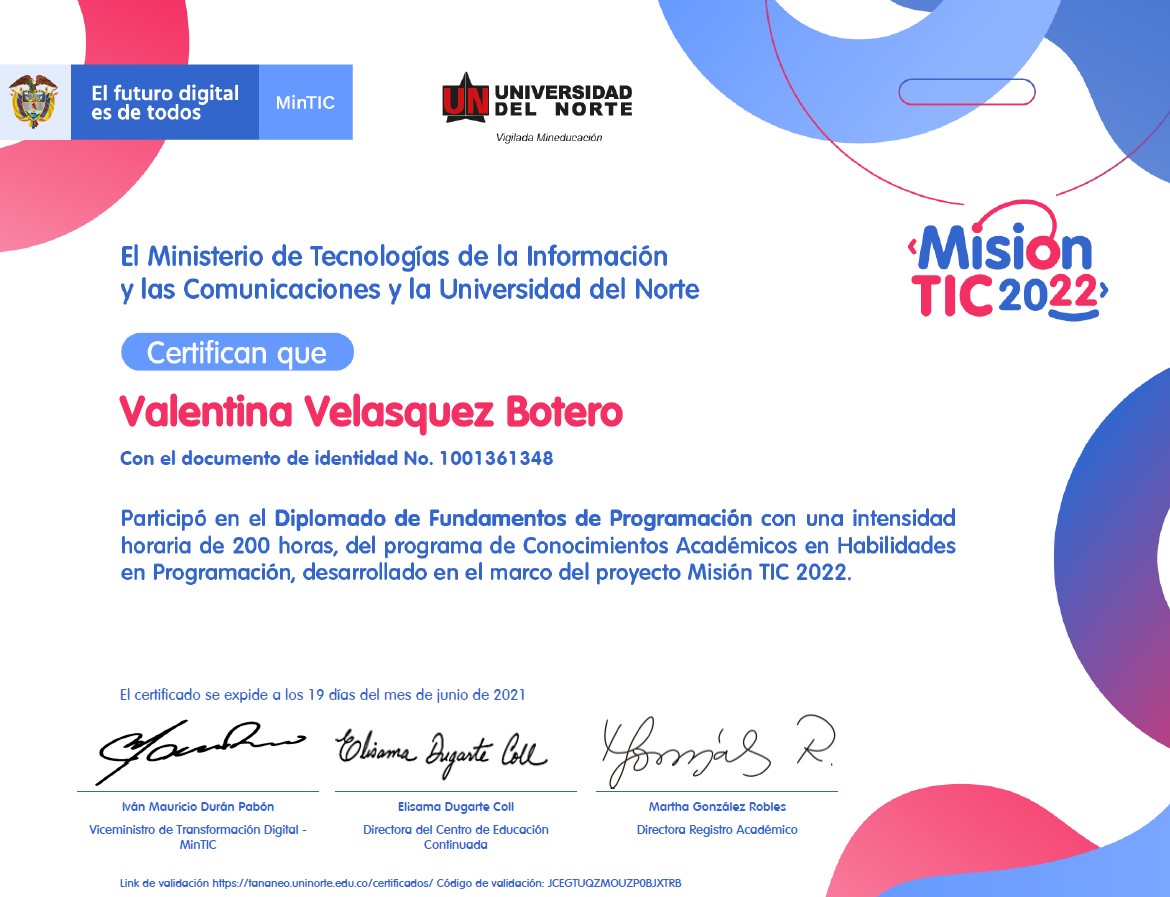 El futuro digital
es de todos
MinTIC
UN UNIVERSIDAD
DEL NORTE
Vigilada Mineducación
‹Misión
TIC 2022›
El Ministerio de Tecnologías de la Información
y las Comunicaciones y la Universidad del Norte
Certifican que
Valentina Velasquez Botero
Con el documento de identidad No. 1001361348
Participó en el Diplomado de Fundamentos de Programación con una intensidad
horaria de 200 horas, del programa de Conocimientos Académicos en Habilidades
en Programación, desarrollado en el marco del proyecto Misión TIC 2022.
El certificado se expide a los 19 días del mes de junio de 2021
Elisama Dugarte Coll
Iván Mauricio Durán Pabón
Viceministro de Transformación Digital -
MinTIC
Elisama Dugarte Coll
Directora del Centro de Educación
Continuada
Martha González Robles
Directora Registro Académico
Link de validación https://tananeo.uninorte.edu.co/certificados/ Código de validación: JCEGTUQZMOUZP0BJXTRB